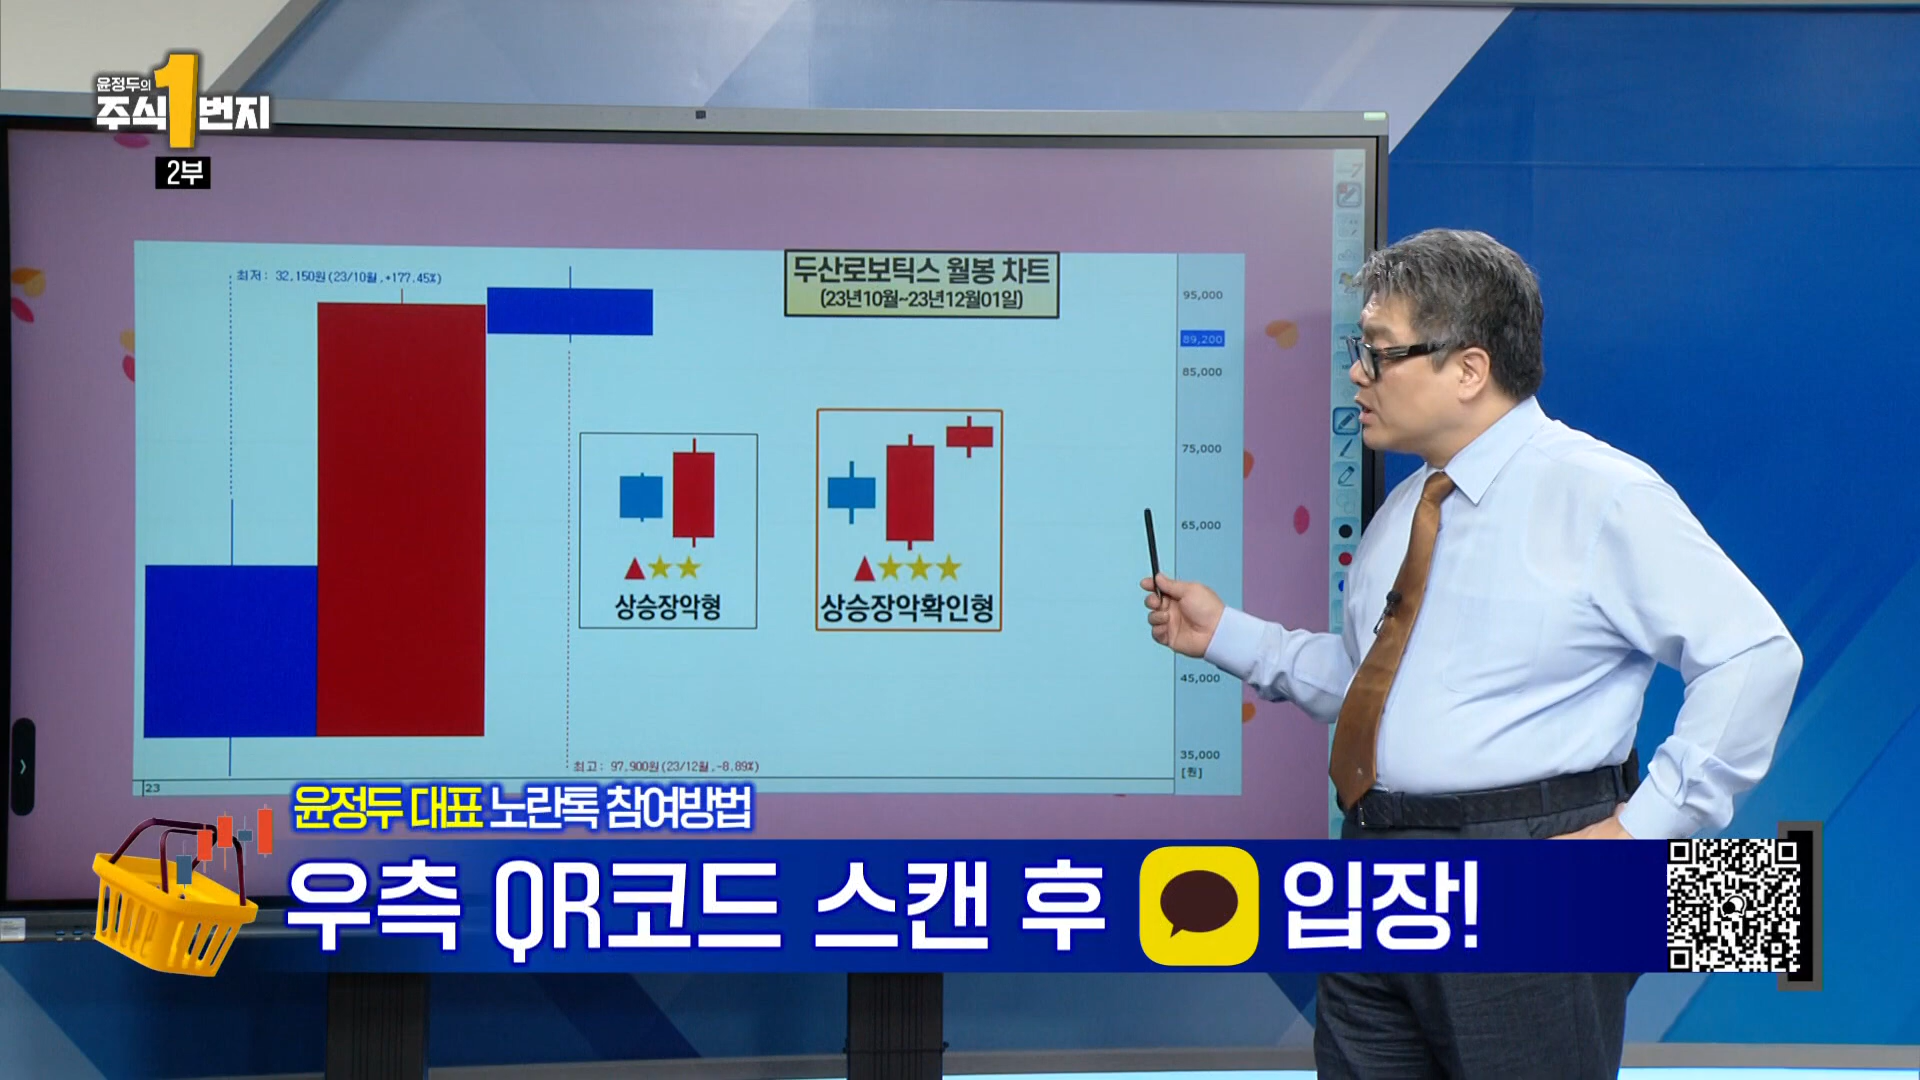 윤정두의
주식1번지
2부
최저: 32,150원(23/10월,+177.45%)
두산로보틱스 월봉 차트
(23년10월~23년12월01일)
95,000
89,200
85,000
75,000
65,000
45,000
35,000
[원]
▲★★
상승장악형
▲★★★
상승장악확인형
최고: 97,900원(23/12월,-8.89%)
23
윤정두 대표 노란톡 참여방법
우측 QR코드 스캔 후 입장!